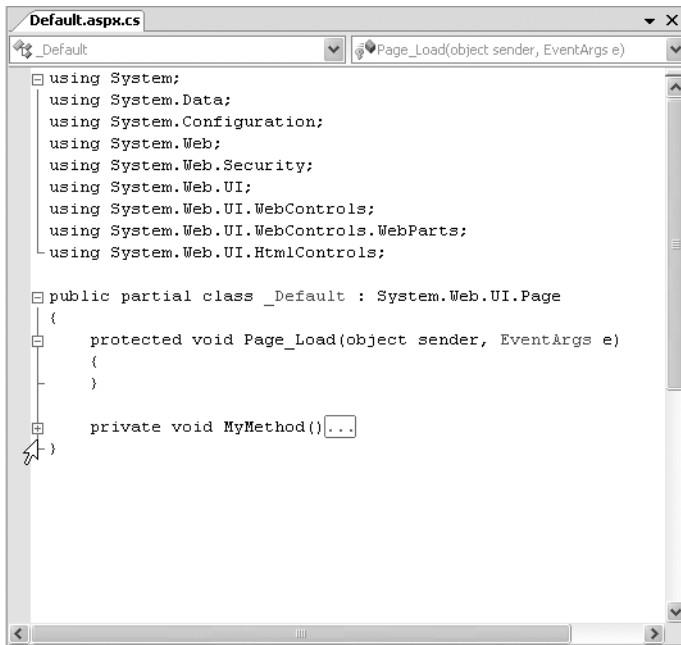 Default.aspx.cs
_Default
Page_Load(object sender, EventArgs e)
using System;
using System.Data;
using System.Configuration;
using System.Web;
using System.Web.Security;
using System.Web.UI;
using System.Web.UI.WebControls;
using System.Web.UI.WebControls.WebParts;
using System.Web.UI.HtmlControls;
public partial class _Default : System.Web.UI.Page
{
protected void Page_Load(object sender, EventArgs e)
{
}
private void MyMethod()...
}